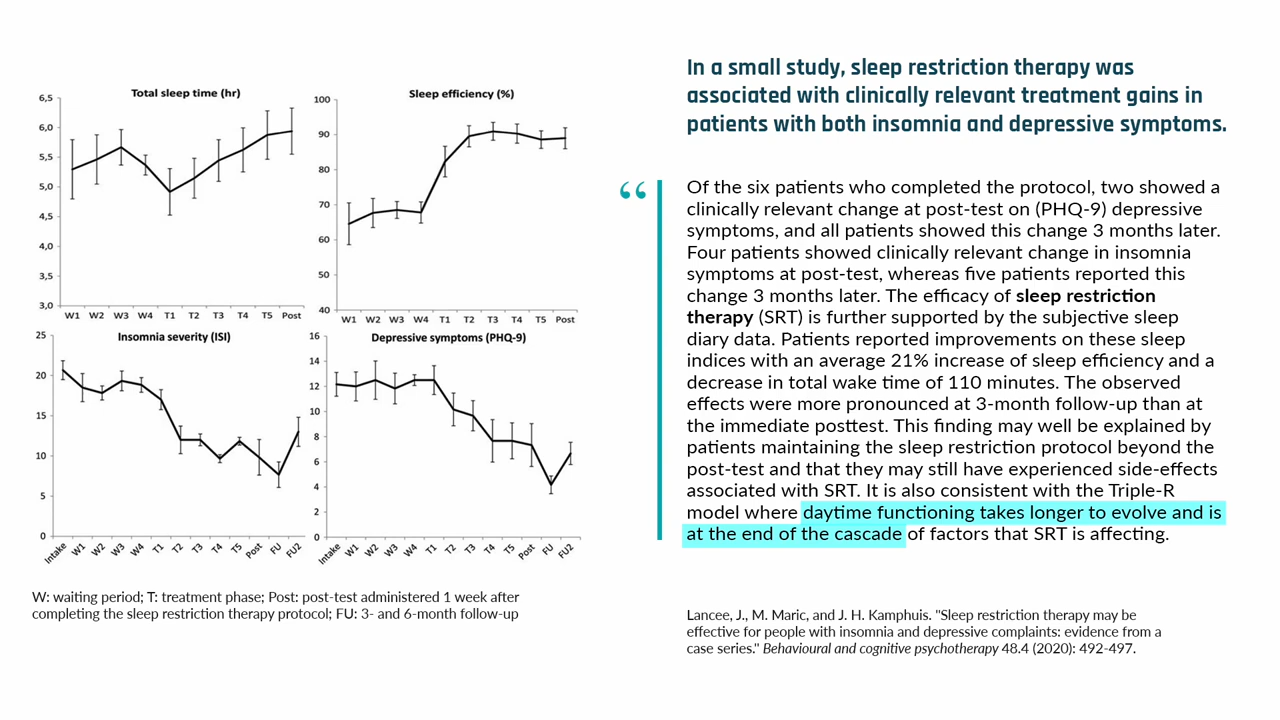 Total sleep time (hr)
6,5
6,0
5,5
5,0
4,5
4,0
3,5
3,0
W1 W2 W3 W4 T1 T2 T3 T4 T5 Post
Sleep efficiency (%)
100
90
80
70
60
50
40
W1 W2 W3 W4 T1 T2 T3 T4 T5 Post
Insomnia severity (ISI)
25
20
15
10
5
0
Intake W1 W2 W3 W4 T1 T2 T3 T4 T5 Post FU FU2
Depressive symptoms (PHQ-9)
16
14
12
10
8
6
4
2
0
Intake W1 W2 W3 W4 T1 T2 T3 T4 T5 Post FU FU2
W: waiting period; T: treatment phase; Post: post-test administered 1 week after
completing the sleep restriction therapy protocol; FU: 3- and 6-month follow-up
In a small study, sleep restriction therapy was
associated with clinically relevant treatment gains in
patients with both insomnia and depressive symptoms.
“
Of the six patients who completed the protocol, two showed a
clinically relevant change at post-test on (PHQ-9) depressive
symptoms, and all patients showed this change 3 months later.
Four patients showed clinically relevant change in insomnia
symptoms at post-test, whereas five patients reported this
change 3 months later. The efficacy of sleep restriction
therapy (SRT) is further supported by the subjective sleep
diary data. Patients reported improvements on these sleep
indices with an average 21% increase of sleep efficiency and a
decrease in total wake time of 110 minutes. The observed
effects were more pronounced at 3-month follow-up than at
the immediate posttest. This finding may well be explained by
patients maintaining the sleep restriction protocol beyond the
post-test and that they may still have experienced side-effects
associated with SRT. It is also consistent with the Triple-R
model where daytime functioning takes longer to evolve and is
at the end of the cascade of factors that SRT is affecting.
Lancee, J., M. Maric, and J. H. Kamphuis. "Sleep restriction therapy may be
effective for people with insomnia and depressive complaints: evidence from a
case series." Behavioural and cognitive psychotherapy 48.4 (2020): 492-497.